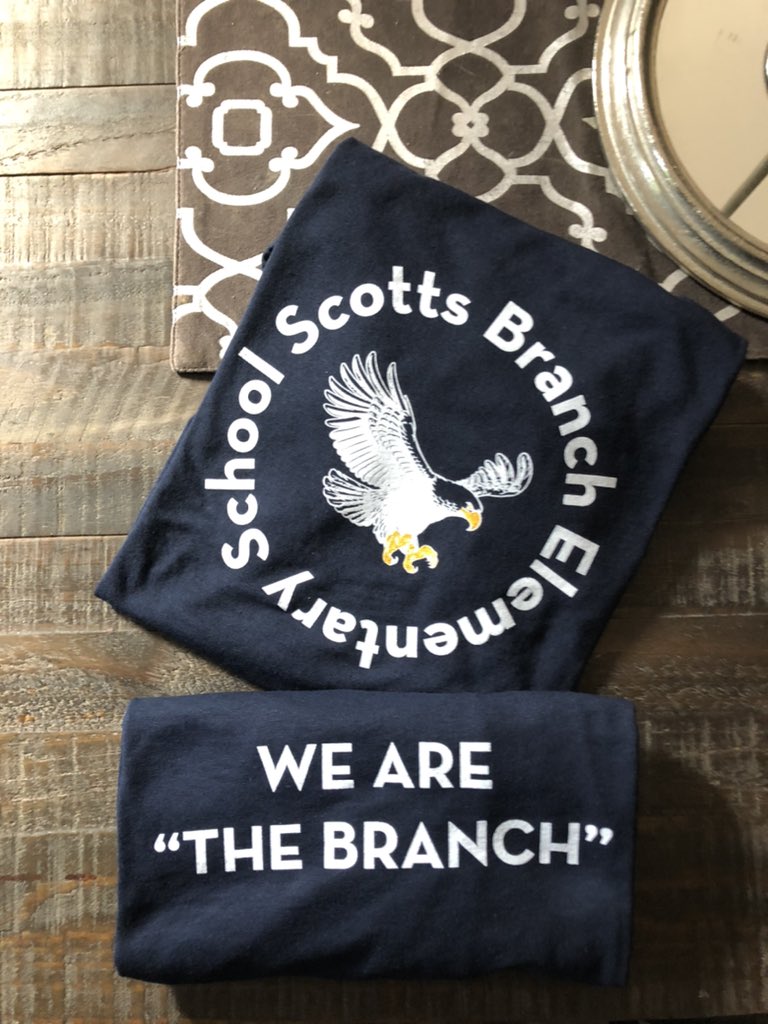 Scotts Branch Elementary School
WE ARE
“THE BRANCH”